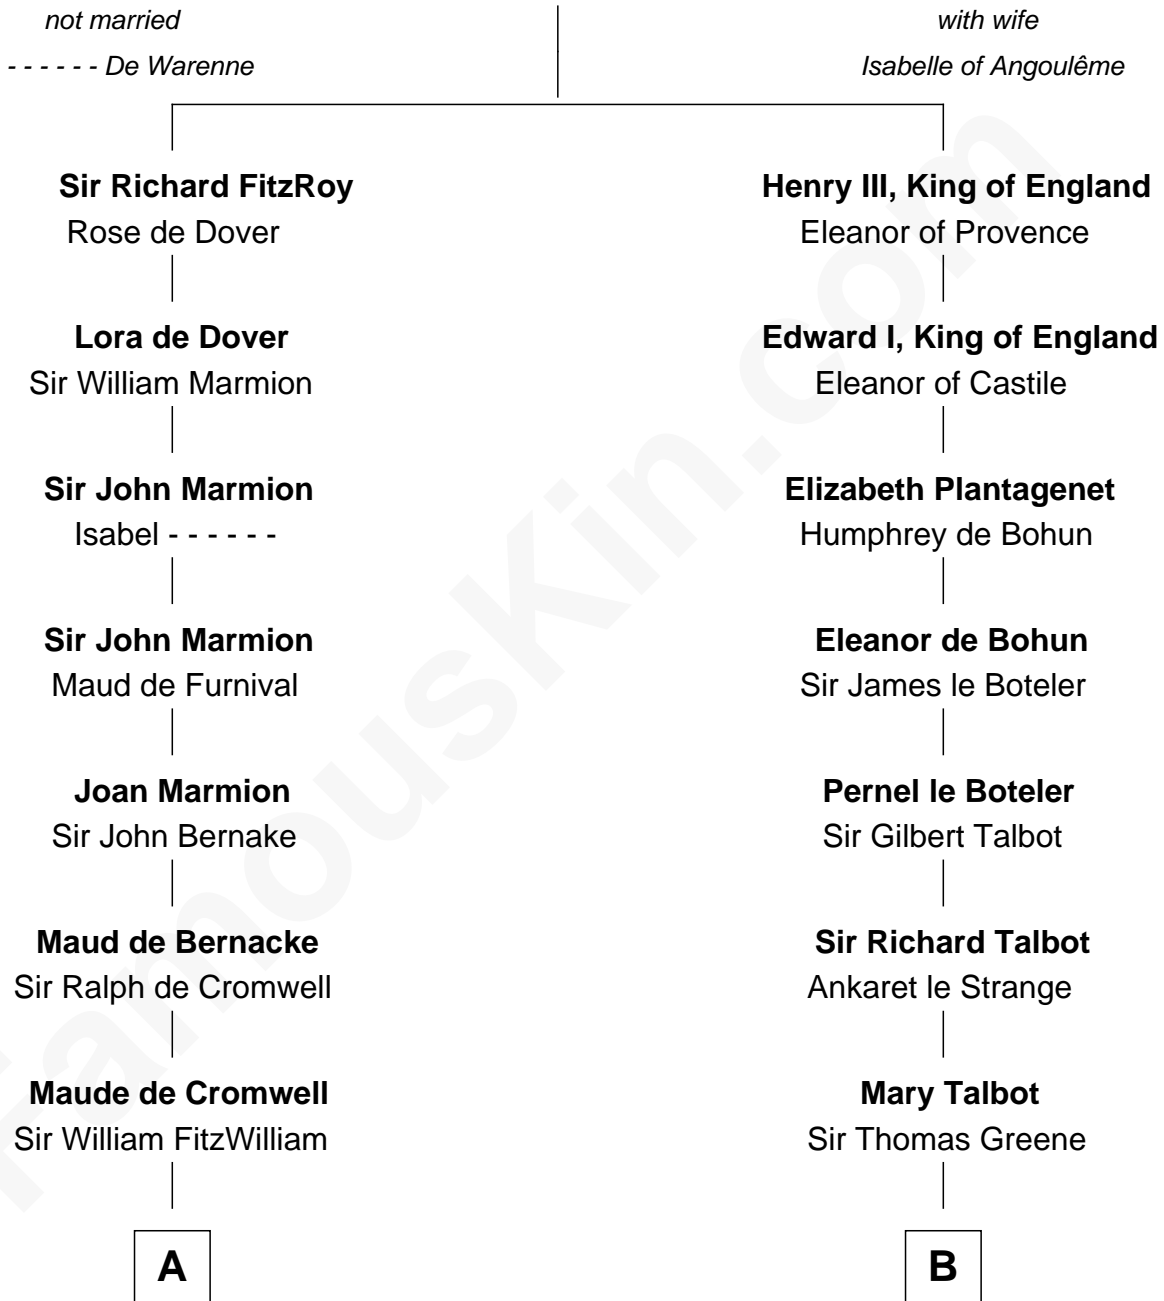 not married
- - - - - - De Warenne
with wife
Isabelle of Angoulême
Sir Richard FitzRoy
Rose de Dover
Lora de Dover
Sir William Marmion
Sir John Marmion
Isabel - - - - - -
Sir John Marmion
Maud de Furnival
Joan Marmion
Sir John Bernake
Maud de Bernacke
Sir Ralph de Cromwell
Maude de Cromwell
Sir William FitzWilliam
A
Henry III, King of England
Eleanor of Provence
Edward I, King of England
Eleanor of Castile
Elizabeth Plantagenet
Humphrey de Bohun
Eleanor de Bohun
Sir James le Boteler
Pernel le Boteler
Sir Gilbert Talbot
Sir Richard Talbot
Ankaret le Strange
Mary Talbot
Sir Thomas Greene
B
FamousKin.com